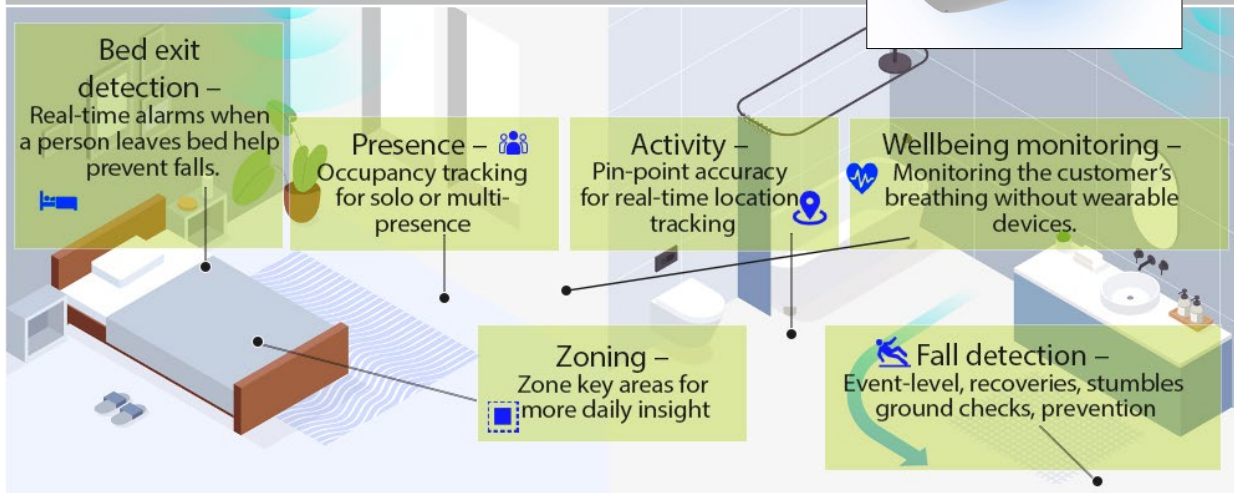 Bed exit
detection –
Real-time alarms when
a person leaves bed help
prevent falls.
Presence –
Occupancy tracking
for solo or multi-
presence
Activity –
Pin-point accuracy
for real-time location
tracking
Wellbeing monitoring –
Monitoring the customer’s
breathing without wearable
devices.
Zoning –
Zone key areas for
more daily insight
Fall detection –
Event-level, recoveries, stumbles
ground checks, prevention